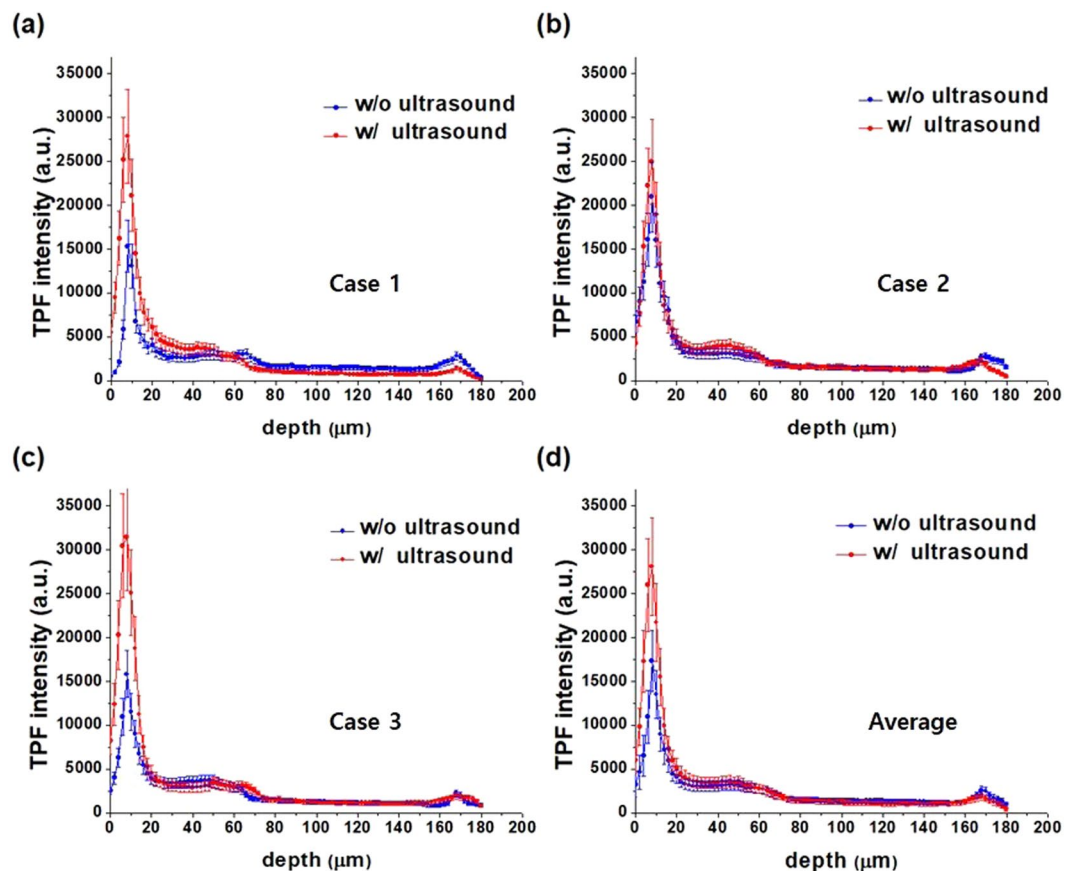 (a)
TPF intensity (a.u.)
35000
30000
25000
20000
15000
10000
5000
0
w/o ultrasound
w/ ultrasound
Case 1
0 20 40 60 80 100 120 140 160 180 200
depth (μm)
(b)
TPF intensity (a.u.)
35000
30000
25000
20000
15000
10000
5000
0
w/o ultrasound
w/ ultrasound
Case 2
0 20 40 60 80 100 120 140 160 180 200
depth (μm)
(c)
TPF intensity (a.u.)
35000
30000
25000
20000
15000
10000
5000
0
w/o ultrasound
w/ ultrasound
Case 3
0 20 40 60 80 100 120 140 160 180 200
depth (μm)
(d)
TPF intensity (a.u.)
35000
30000
25000
20000
15000
10000
5000
0
w/o ultrasound
w/ ultrasound
Average
0 20 40 60 80 100 120 140 160 180 200
depth (μm)